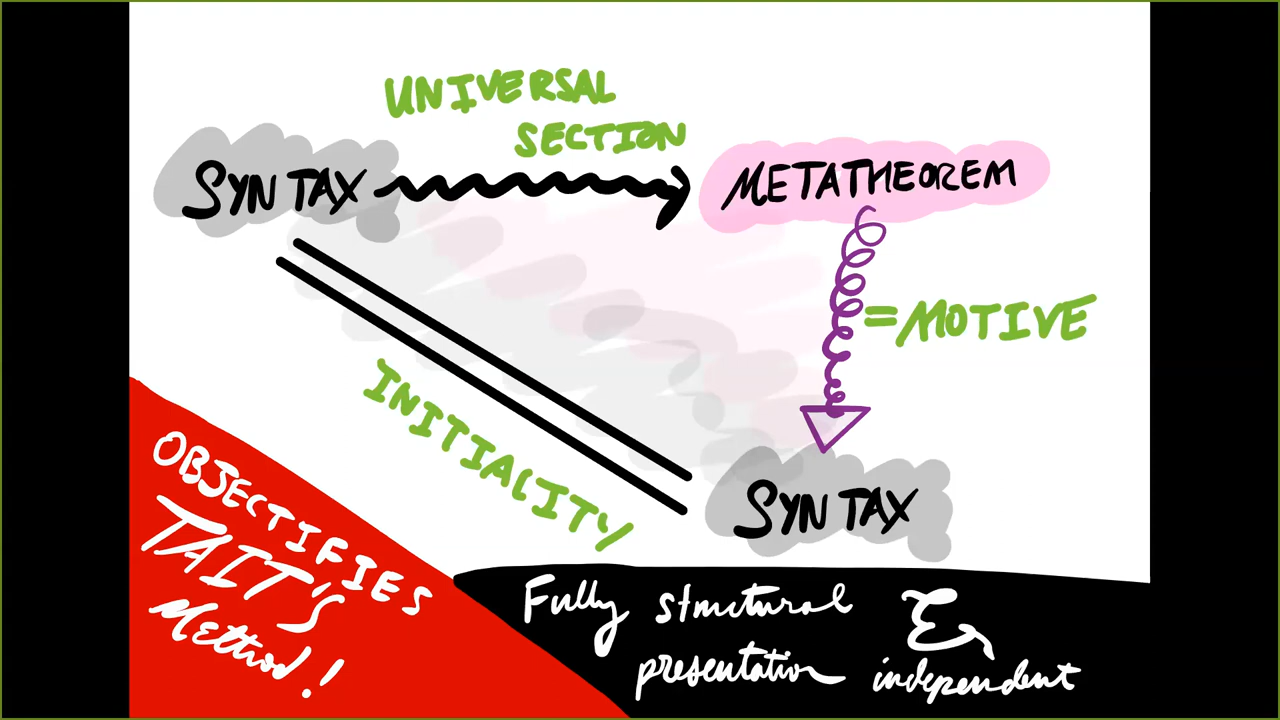 UNIVERSAL
SECTION
SYNTAX
METATHEOREM
=MOTIVE
INITIALITY
SYNTAX
OBJECTIFIES
TAIT'S
Method!
Fully structural &
presentation independent